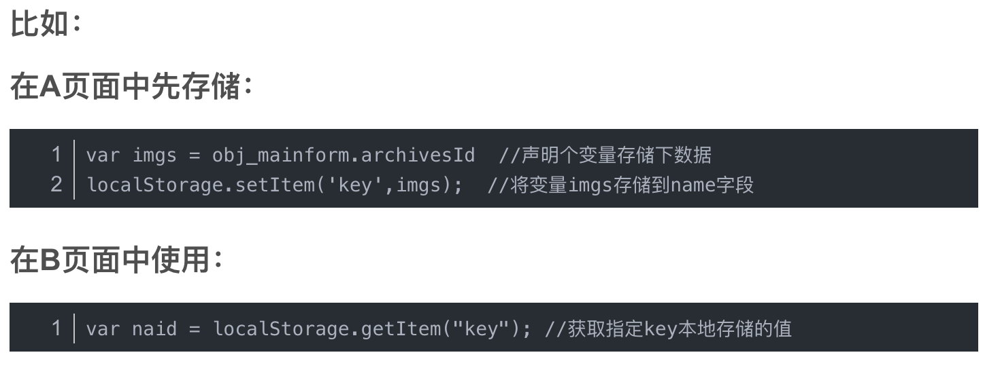 比如：
在A页面中先存储：
1 var imgs = obj_mainform.archivesId  //声明个变量存储下数据
2 localStorage.setItem('key',imgs);  //将变量imgs存储到name字段
在B页面中使用：
1 var naid = localStorage.getItem("key"); //获取指定key本地存储的值